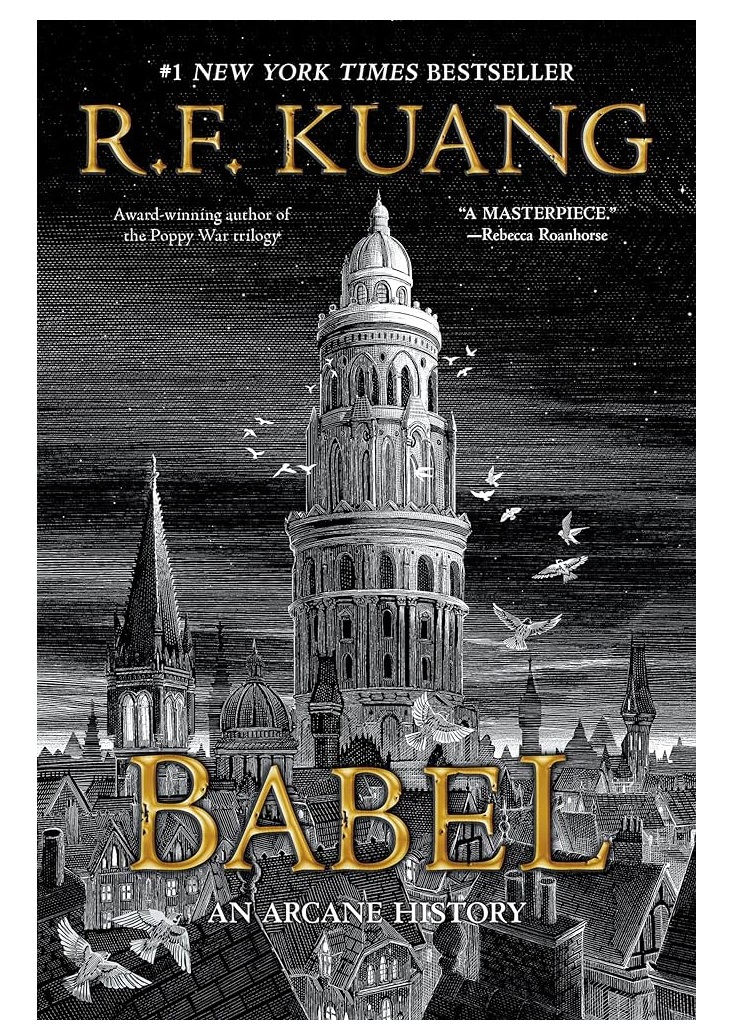 #1 NEW YORK TIMES BESTSELLER
R.F. KUANG
Award-winning author of
the Poppy War trilogy
“A MASTERPIECE.”
—Rebecca Roanhorse
BABEL
AN ARCANE HISTORY